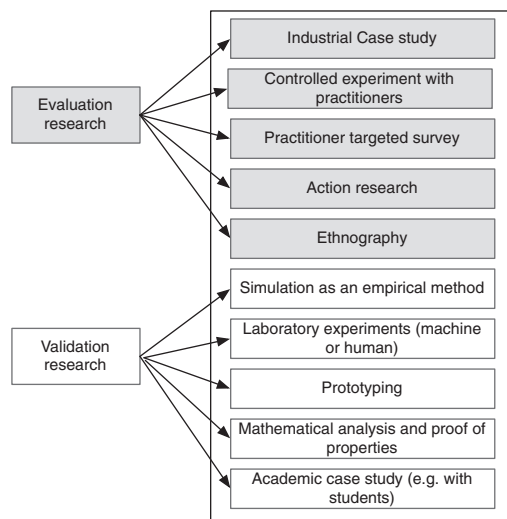 Industrial Case study
Controlled experiment with
practitioners
Evaluation
research
Practitioner targeted survey
Action research
Ethnography
Simulation as an empirical method
Laboratory experiments (machine
or human)
Validation
research
Prototyping
Mathematical analysis and proof of
properties
Academic case study (e.g. with
students)